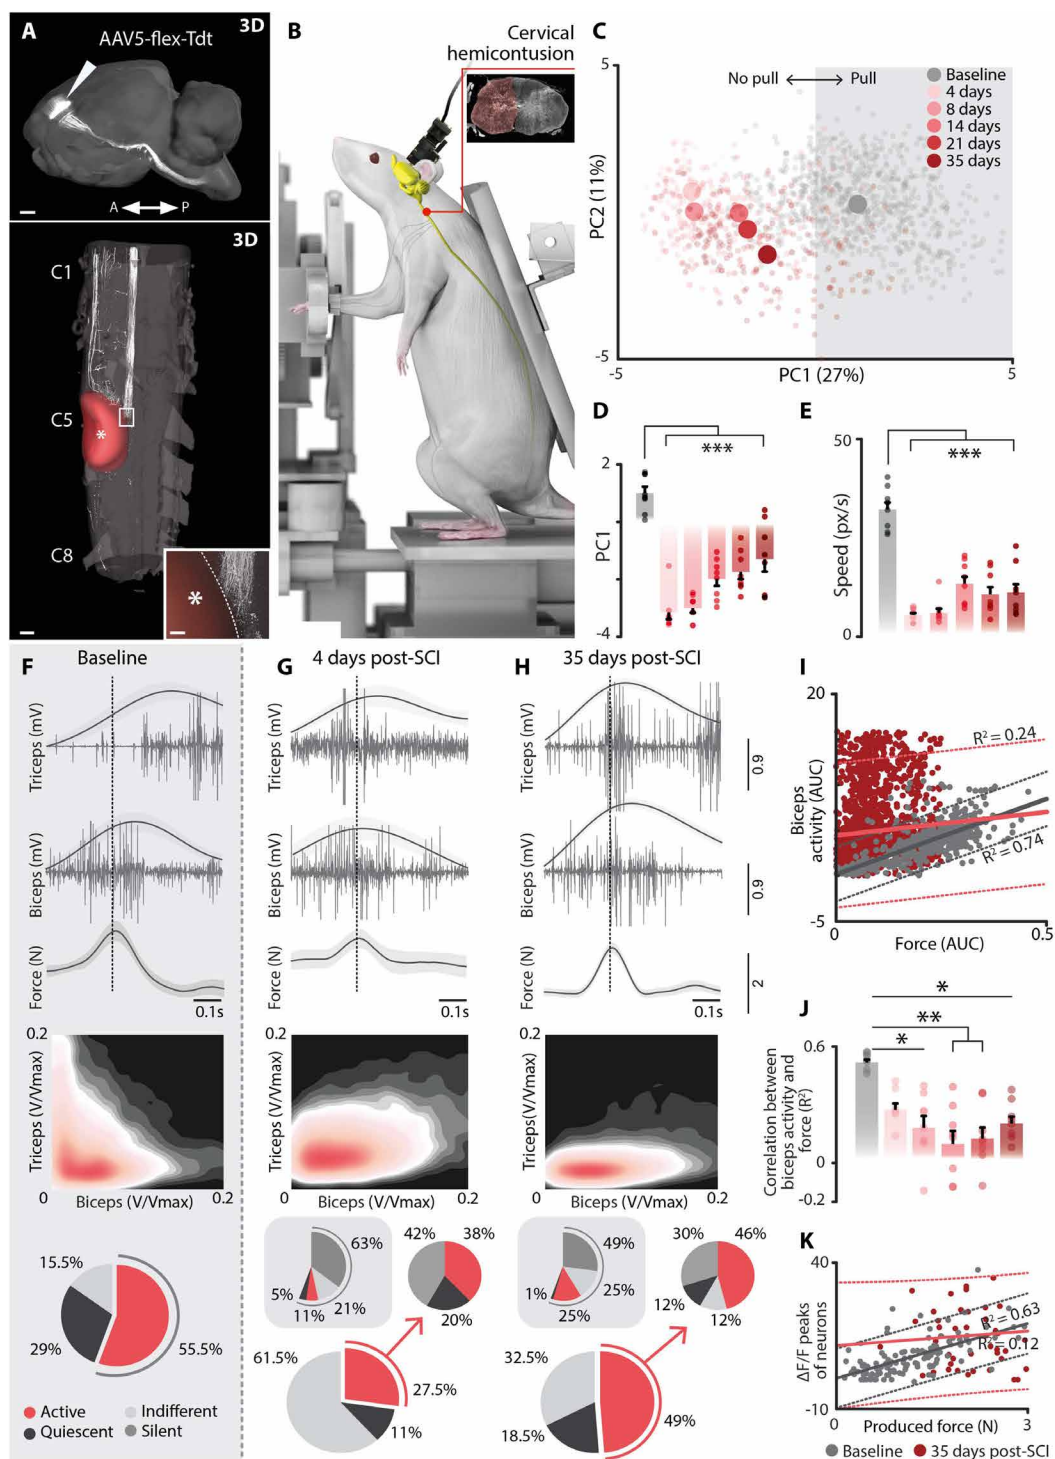 A
3D
AAV5-flex-Tdt
A
P
3D
C1
C5
*
C8
*
B
Cervical
hemicontusion
C
5
No pull
Pull
Baseline
4 days
8 days
14 days
21 days
35 days
PC2 (11%)
-5
-5
PC1 (27%)
5
D
***
2
PC1
-4
E
50
***
Speed (px/s)
0
F
Baseline
Triceps (mV)
Biceps (mV)
Force (N)
0.1s
0.2
Triceps (V/Vmax)
0
Biceps (V/Vmax)
0.2
15.5%
29%
55.5%
Active
Indifferent
Quiescent
Silent
G
4 days post-SCI
Triceps (mV)
Biceps (mV)
Force (N)
0.1s
0.2
Triceps (V/Vmax)
0
Biceps (V/Vmax)
0.2
63%
5%
11%
21%
42%
38%
20%
61.5%
27.5%
11%
H
35 days post-SCI
Triceps (mV)
0.9
Biceps (mV)
0.9
Force (N)
2
0.1s
0.2
Triceps(V/Vmax)
0
Biceps (V/Vmax)
0.2
49%
1%
25%
25%
30%
46%
12%
12%
32.5%
18.5%
49%
I
20
R² = 0.24
Biceps
activity (AUC)
R² = 0.74
-5
0
Force (AUC)
0.5
J
*
**
*
0.6
Correlation between
biceps activity and
force (R²)
0
-0.2
K
40
R² = 0.63
R² = 0.12
ΔF/F peaks
of neurons
-10
0
Produced force (N)
3
Baseline
35 days post-SCI